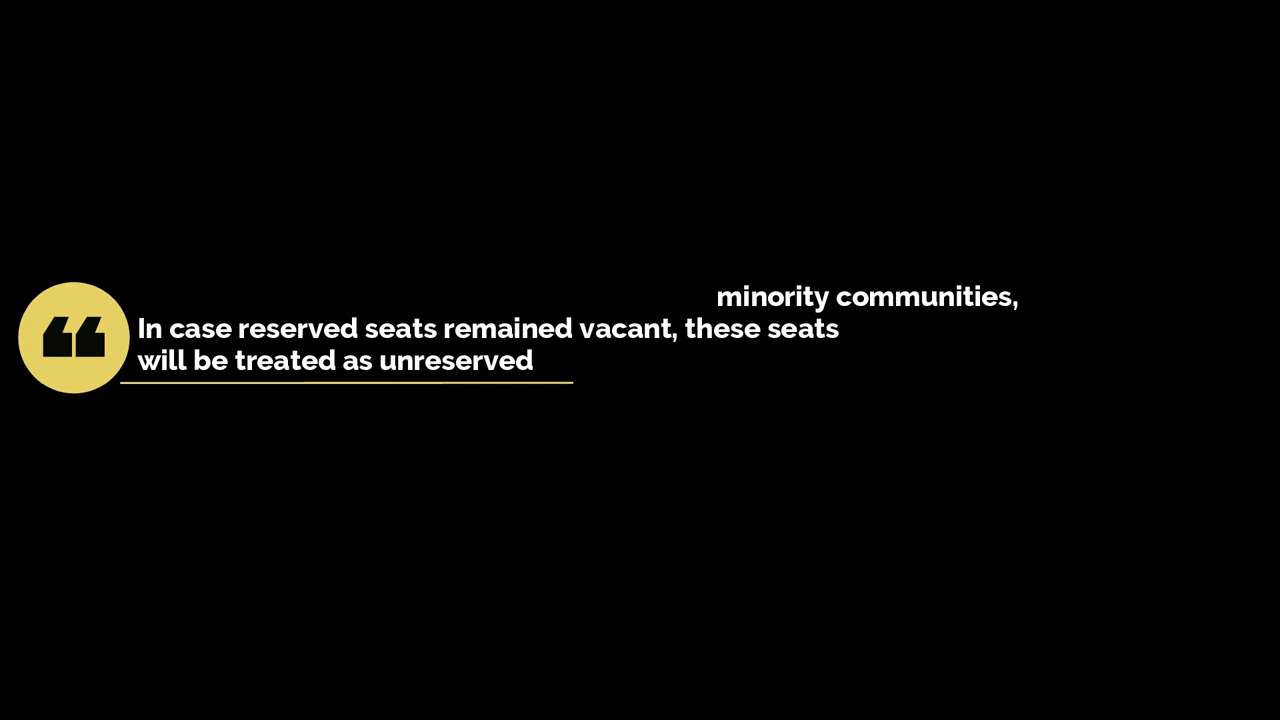 minority communities,
In case reserved seats remained vacant, these seats
will be treated as unreserved